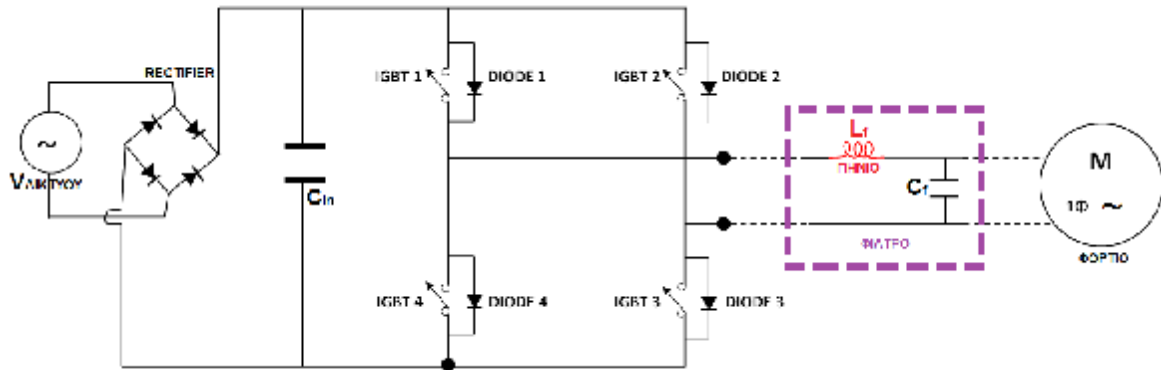 RECTIFIER
~
VΔΙΚΤΥΟΥ
Cin
IGBT 1
DIODE 1
IGBT 2
DIODE 2
Lf
ΠΗΝΙΟ
Cf
ΦΙΛΤΡΟ
M
1Φ ~
ΦΟΡΤΙΟ
IGBT 4
DIODE 4
IGBT 3
DIODE 3